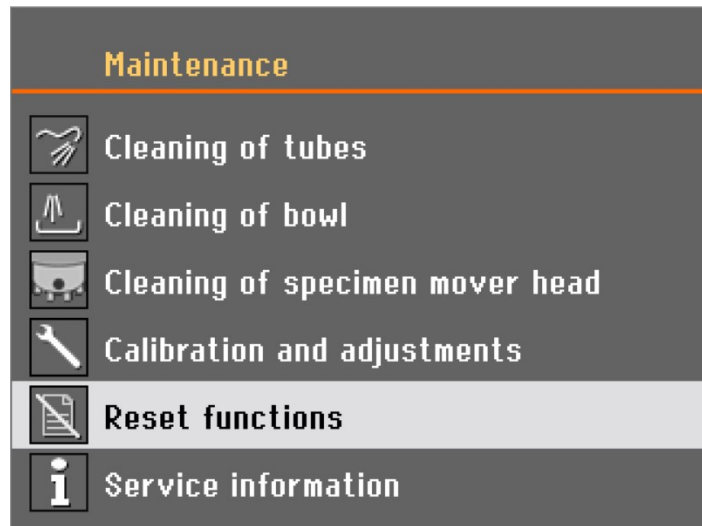 Maintenance
Cleaning of tubes
Cleaning of bowl
Cleaning of specimen mover head
Calibration and adjustments
Reset functions
Service information